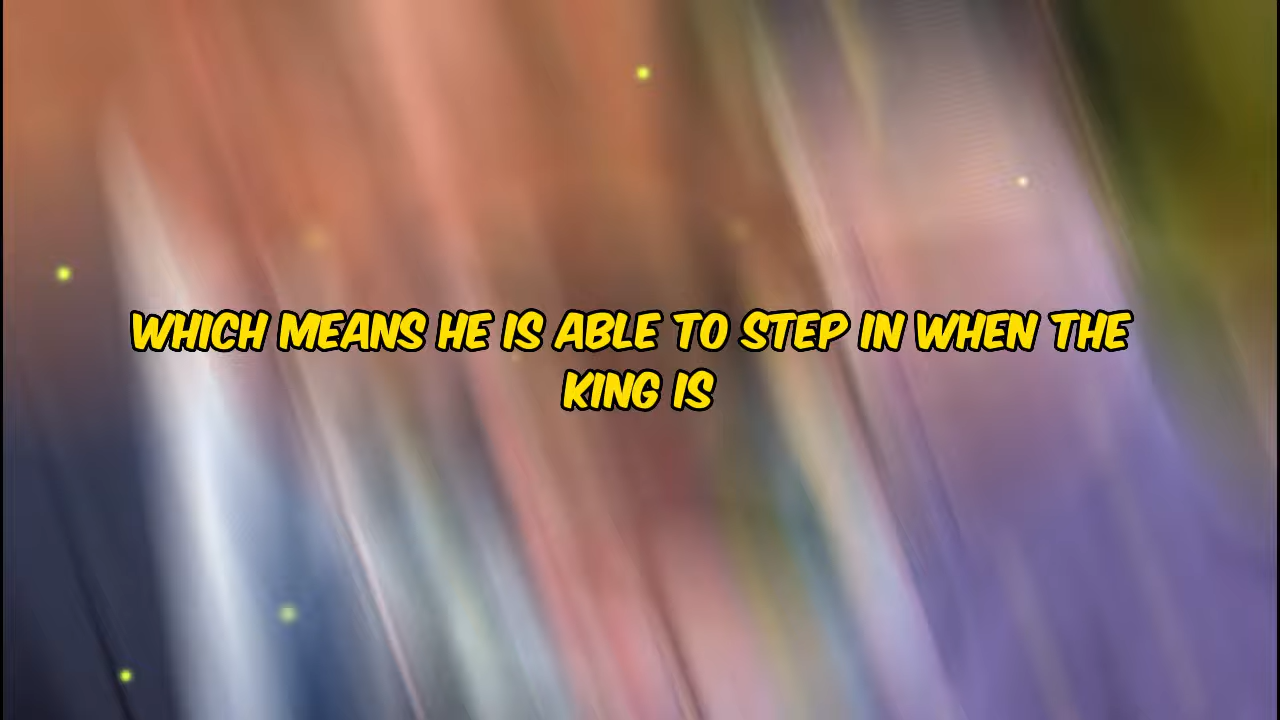 WHICH MEANS HE IS ABLE TO STEP IN WHEN THE
KING IS